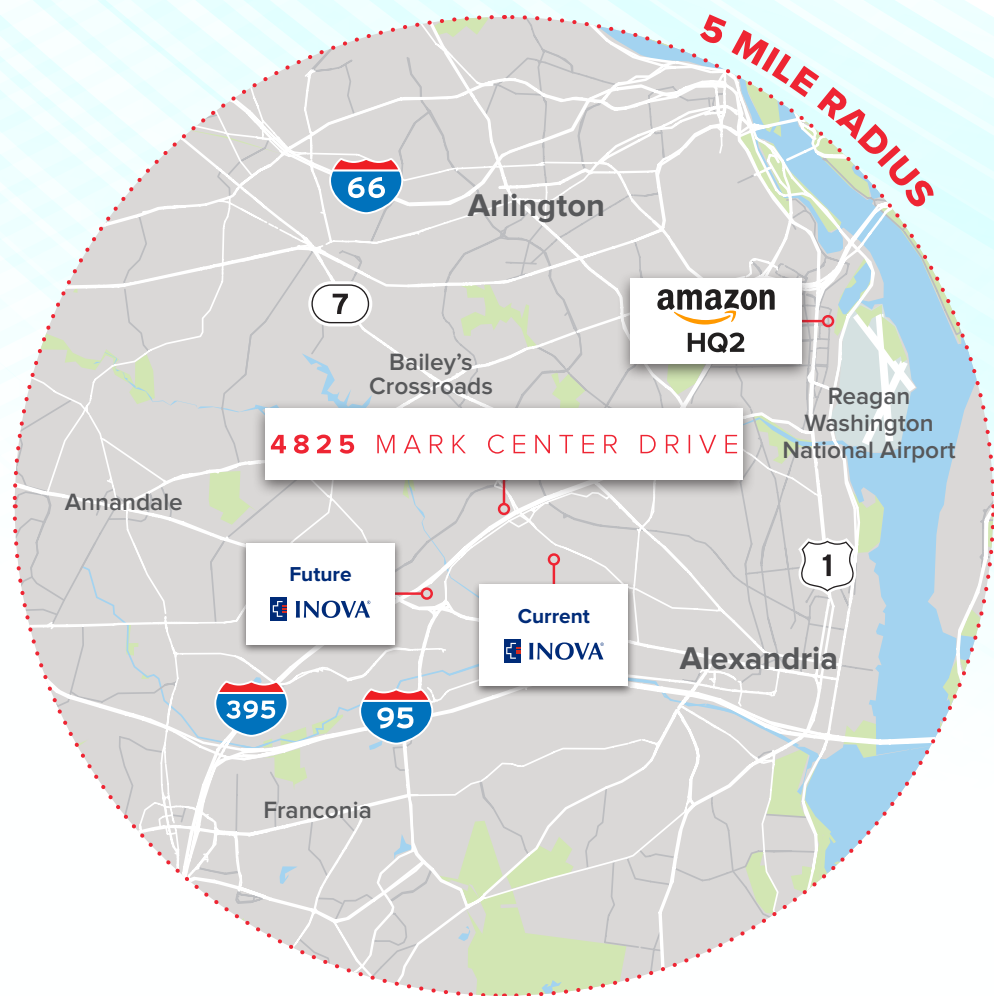 5 MILE RADIUS
66
Arlington
7
amazon
HQ2
Bailey's
Crossroads
Reagan
Washington
National Airport
4825 MARK CENTER DRIVE
Annandale
1
Future
INOVA®
Current
INOVA®
Alexandria
395
95
Franconia